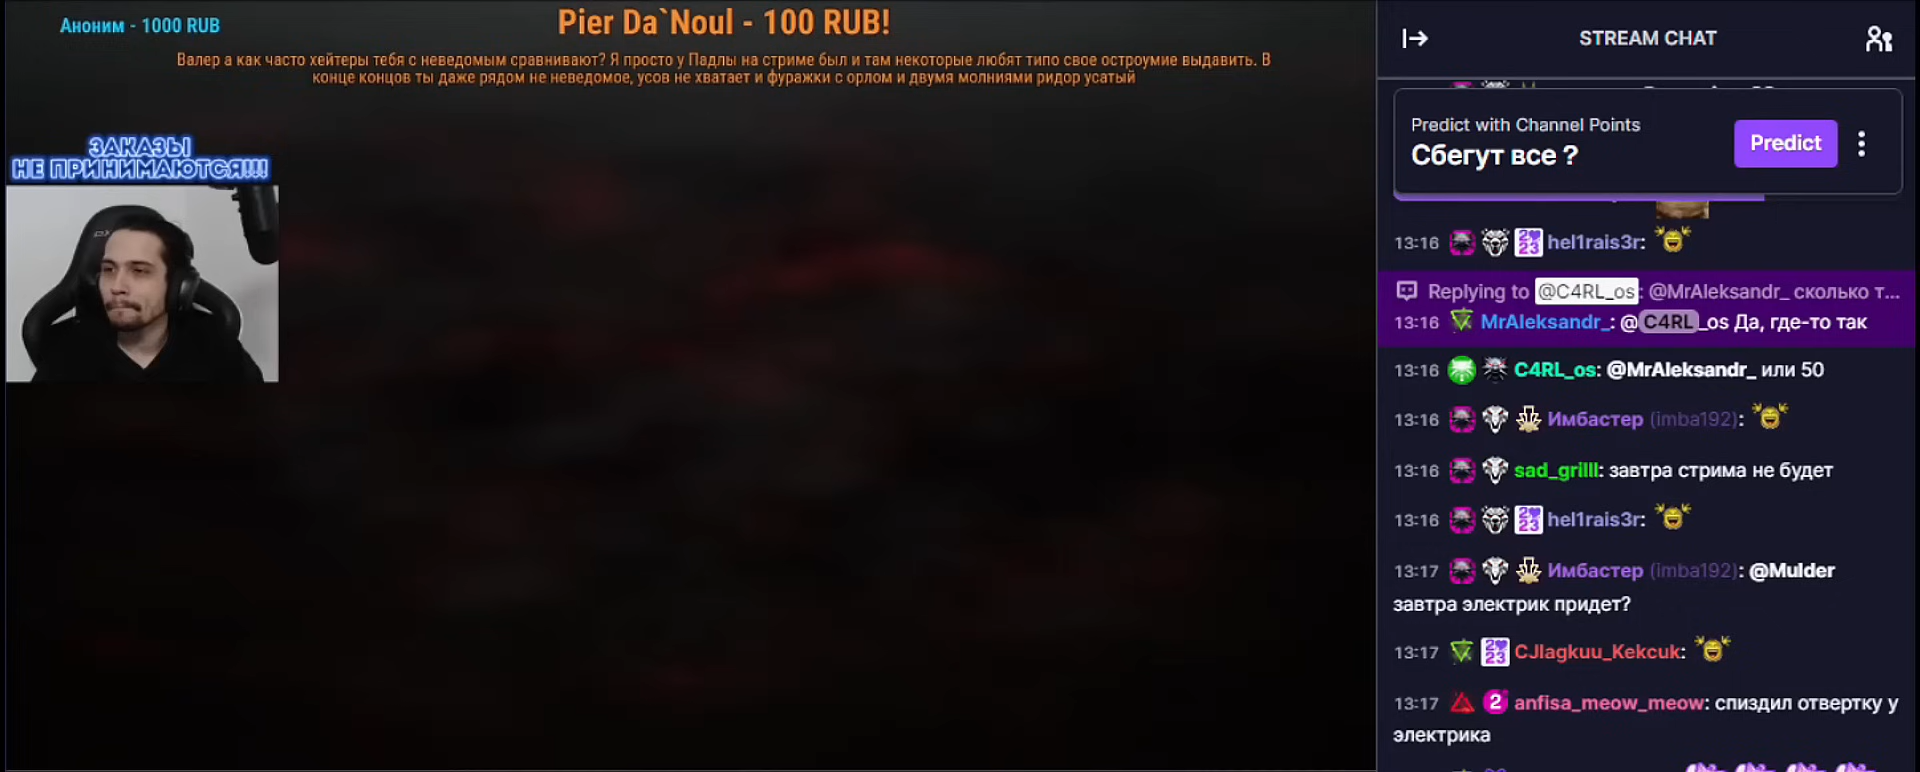 Аноним - 1000 RUB
Pier Da`Noul - 100 RUB!
Валер а как часто хейтеры тебя с неведомым сравнивают? Я просто у Падлы на стриме был и там некоторые любят типо свое остроумие выдавить. В
конце концов ты даже рядом не неведомое, усов не хватает и фуражки с орлом и двумя молниями ридор усатый
ЗАКАЗЫ
НЕ ПРИНИМАЮТСЯ!!!
STREAM CHAT
Predict with Channel Points
Сбегут все ?
Predict
13:16 hel1rais3r:
Replying to @C4RL_os: @MrAleksandr_ сколько т...
13:16 MrAleksandr_: @C4RL_os Да, где-то так
13:16 C4RL_os: @MrAleksandr_ или 50
13:16 Имбастер (imba192):
13:16 sad_grilll: завтра стрима не будет
13:16 hel1rais3r:
13:17 Имбастер (imba192): @Mulder
завтра электрик придет?
13:17 CJlagkuu_Kekcuk:
13:17 anfisa_meow_meow: спиздил отвертку у
электрика